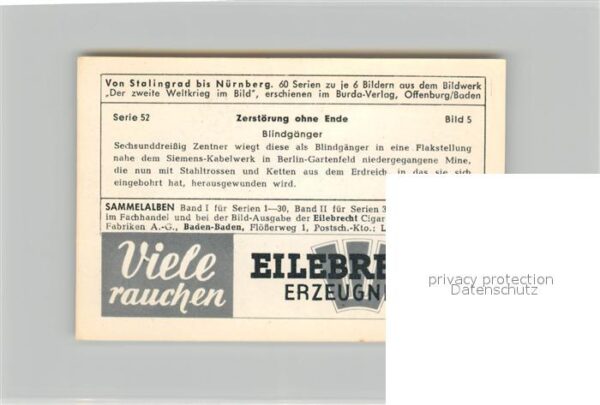 Von Stalingrad bis Nürnberg. 60 Serien zu je 6 Bildern aus dem Bildwerk
„Der zweite Weltkrieg im Bild", erschienen im Burda-Verlag, Offenburg/Baden
Serie 52 Zerstörung ohne Ende Bild 5
Blindgänger
Sechsunddreißig Zentner wiegt diese als Blindgänger in eine Flakstellung
nahe dem Siemens-Kabelwerk in Berlin-Gartenfeld niedergegangene Mine,
die nun mit Stahltrossen und Ketten aus dem Erdreich, in das sie sich
eingebohrt hat, herausgewunden wird.
SAMMELALBEN Band I für Serien 1—30, Band II für Serien 3
im Fachhandel und bei der Bild-Ausgabe der Eilebrecht Cigar
Fabriken A.-G., Baden-Baden, Flößerweg 1, Postsch.-Kto.: L
Viele
rauchen
EILEBRE
ERZEUGN
privacy protection
Datenschutz